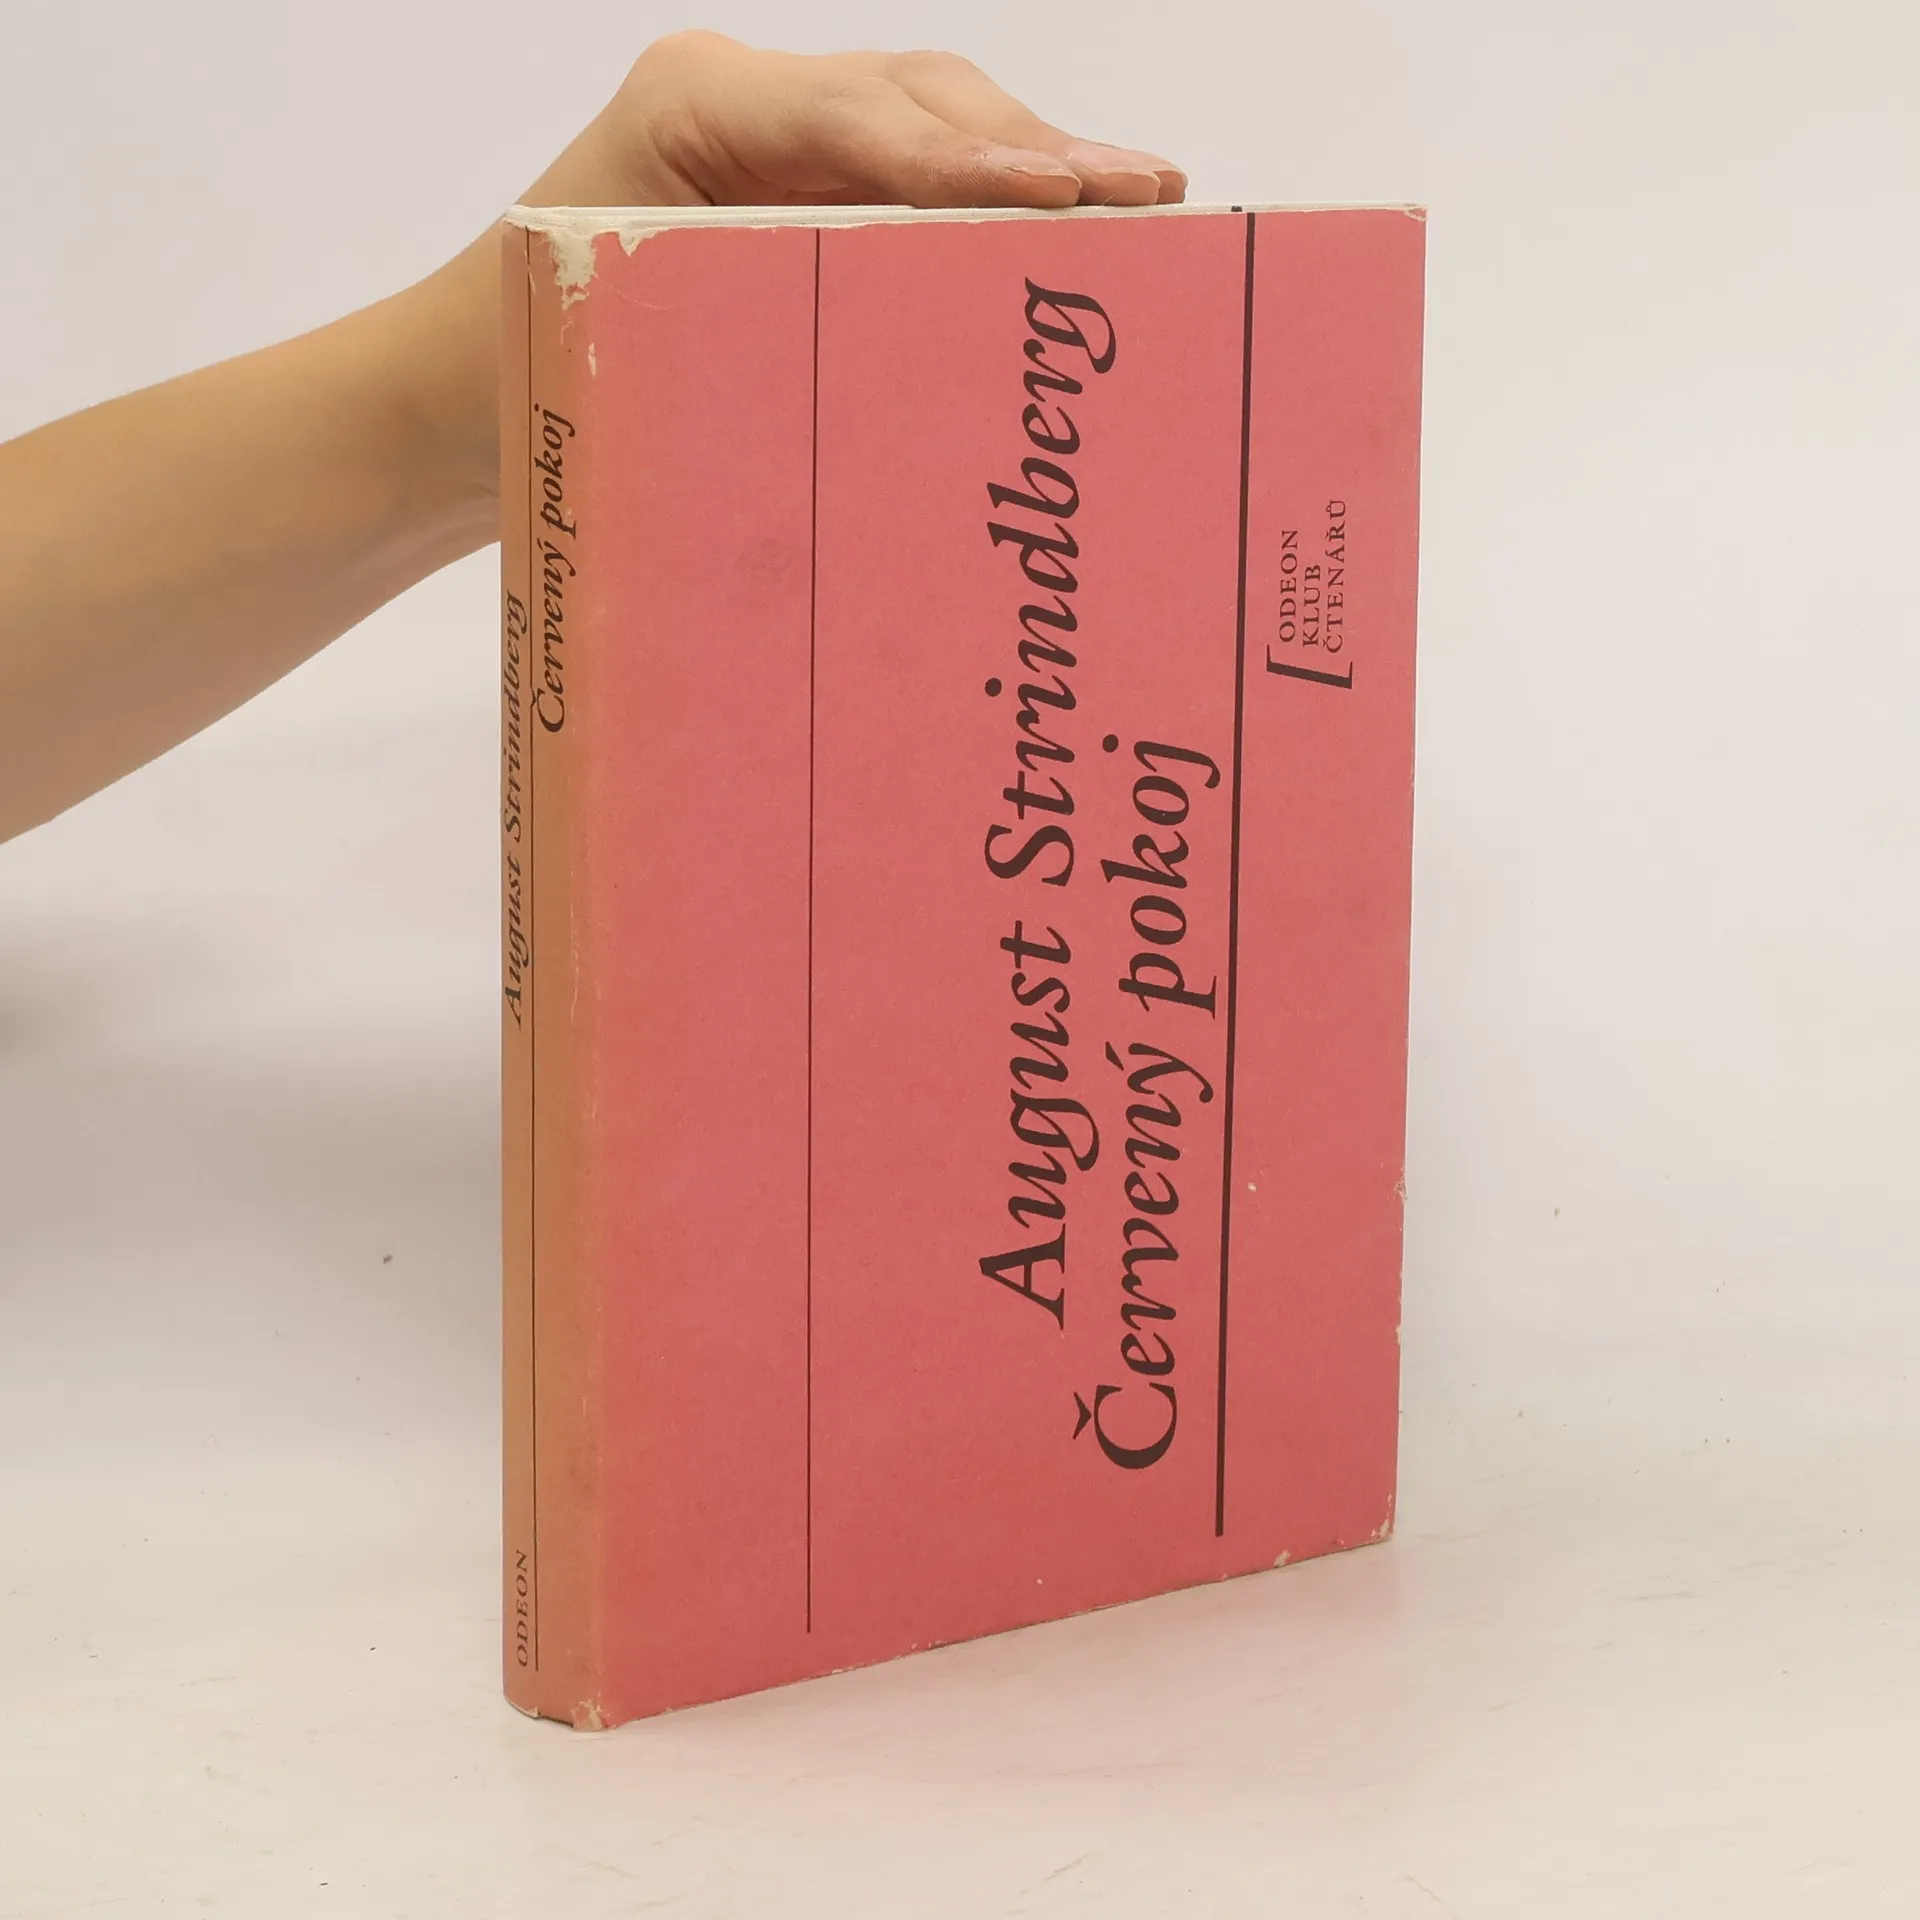 August Strindberg
Červený pokoj
ODEON
August Strindberg
Červený pokoj
ODEON
KLUB
ČTENÁŘŮ